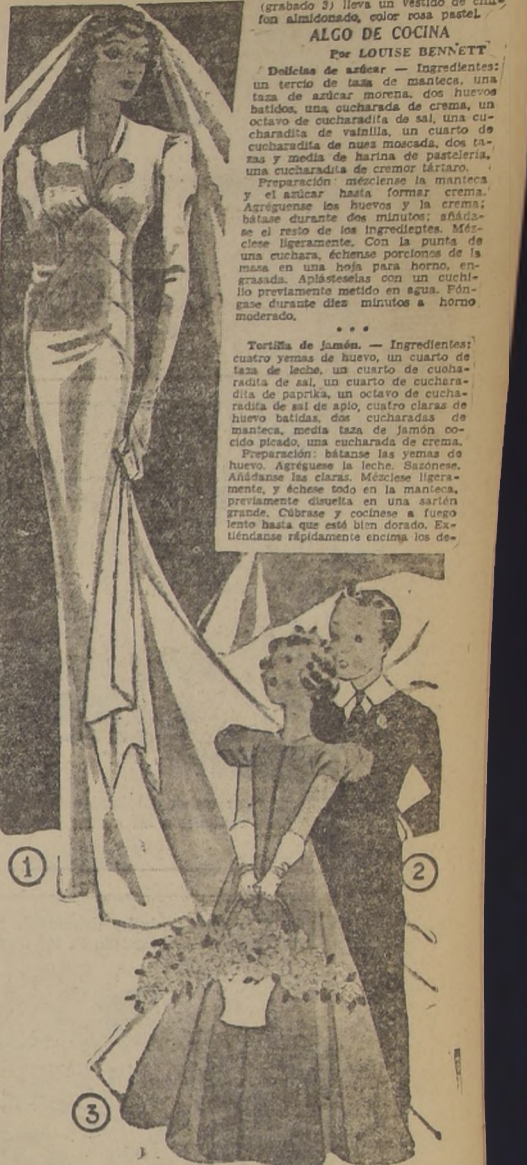 (grabado 3) lleva un vestido de chi-
fon almidonado, color rosa pastel.
ALGO DE COCINA
Por LOUISE BENNETT
Delicias de azúcar — Ingredientes:
un tercio de taza de manteca, una
taza de azúcar morena, dos huevos
batidos, una cucharada de crema, un
octavo de cucharadita de sal, una cu-
charadita de vainilla, un cuarto de
cucharadita de nuez moscada, dos ta-
zas y media de harina de pastelería,
una cucharadita de cremor tártaro.
Preparación mézclense la manteca
y el azúcar hasta formar crema.
Agréguense los huevos y la crema;
bátase durante dos minutos; añáda-
se el resto de los ingredientes. Méz-
clese ligeramente. Con la punta de
una cuchara, échense porciones de la
masa en una hoja para horno, en-
grasada. Aplásteselas con un cuchi-
llo previamente metido en agua. Pón-
gase durante diez minutos a horno
moderado.
* * *
Tortilla de jamón. — Ingredientes:
cuatro yemas de huevo, un cuarto de
taza de leche, un cuarto de cucha-
radita de sal, un cuarto de cuchara-
dita de paprika, un octavo de cucha-
radita de sal de apio, cuatro claras de
huevo batidas, dos cucharadas de
manteca, media taza de jamón co-
cido picado, una cucharada de crema.
Preparación: bátanse las yemas de
huevo. Agréguese la leche. Sazónese.
Añádanse las claras. Mézclese ligera-
mente, y échese todo en la manteca,
previamente disuelta en una sartén
grande. Cúbrase y cocínese a fuego
lento hasta que esté bien dorado. Ex-
tiéndanse rápidamente encima los de-
1
2
3